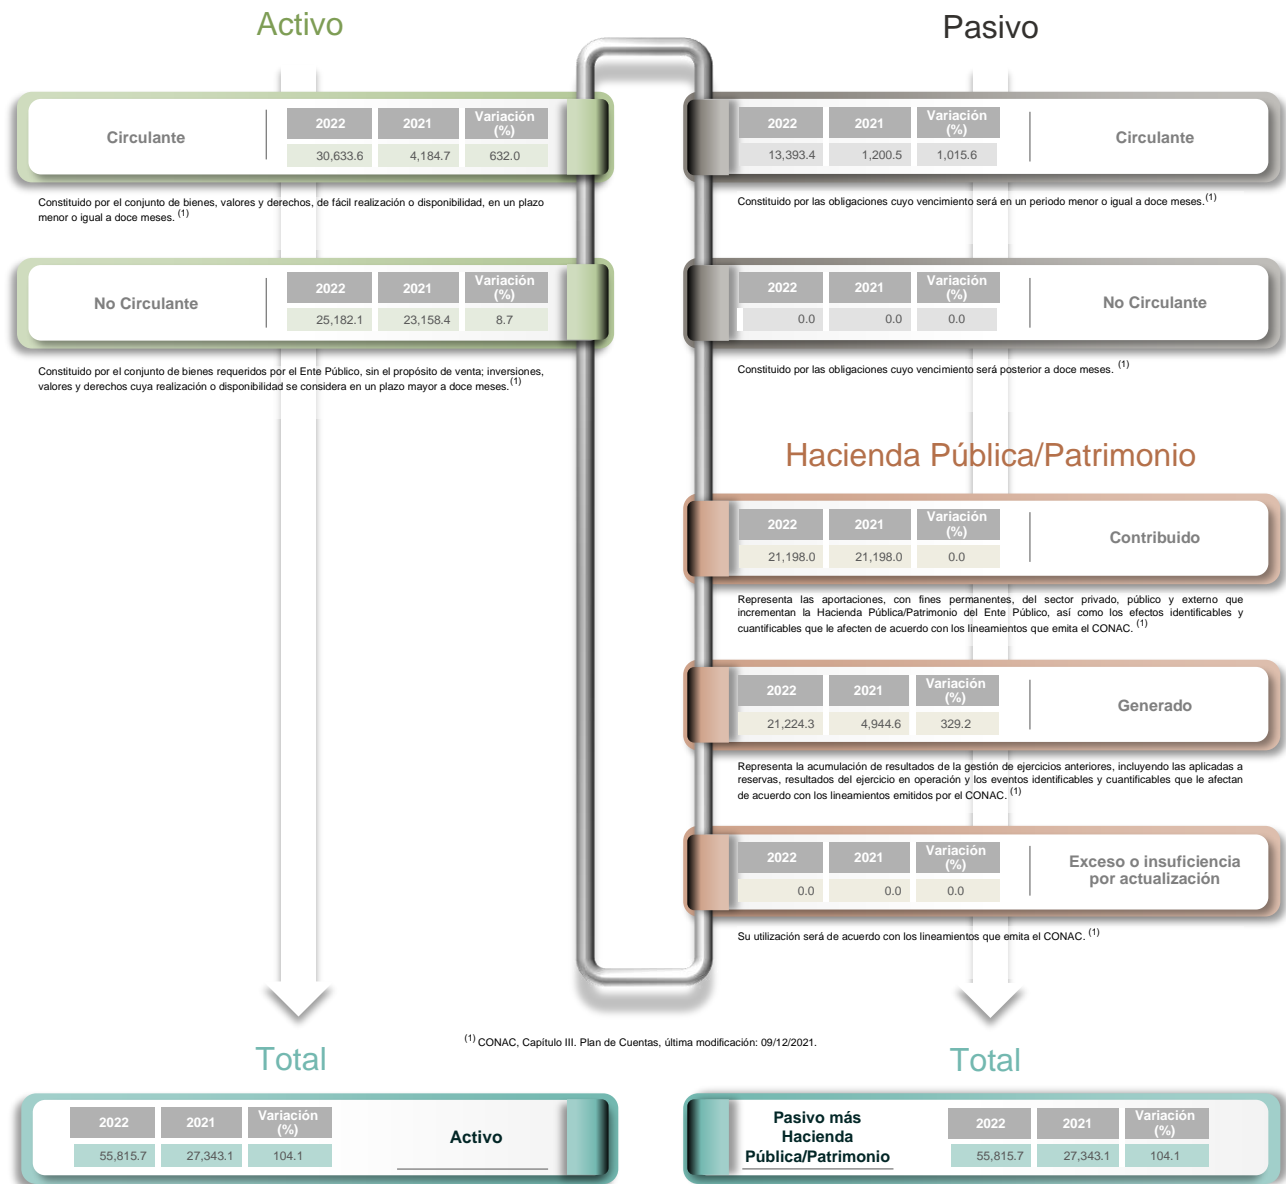 Activo
Circulante
2022 2021 Variación (%)
30,633.6 4,184.7 632.0
Constituido por el conjunto de bienes, valores y derechos, de fácil realización o disponibilidad, en un plazo
menor o igual a doce meses. (1)
No Circulante
2022 2021 Variación (%)
25,182.1 23,158.4 8.7
Constituido por el conjunto de bienes requeridos por el Ente Público, sin el propósito de venta; inversiones,
valores y derechos cuya realización o disponibilidad se considera en un plazo mayor a doce meses. (1)
Pasivo
2022 2021 Variación (%)
13,393.4 1,200.5 1,015.6
Circulante
Constituido por las obligaciones cuyo vencimiento será en un periodo menor o igual a doce meses. (1)
2022 2021 Variación (%)
0.0 0.0 0.0
No Circulante
Constituido por las obligaciones cuyo vencimiento será posterior a doce meses. (1)
Hacienda Pública/Patrimonio
2022 2021 Variación (%)
21,198.0 21,198.0 0.0
Contribuido
Representa las aportaciones, con fines permanentes, del sector privado, público y externo que
incrementan la Hacienda Pública/Patrimonio del Ente Público, así como los efectos identificables y
cuantificables que le afecten de acuerdo con los lineamientos que emita el CONAC. (1)
2022 2021 Variación (%)
21,224.3 4,944.6 329.2
Generado
Representa la acumulación de resultados de la gestión de ejercicios anteriores, incluyendo las aplicadas a
reservas, resultados del ejercicio en operación y los eventos identificables y cuantificables que le afectan
de acuerdo con los lineamientos emitidos por el CONAC. (1)
2022 2021 Variación (%)
0.0 0.0 0.0
Exceso o insuficiencia
por actualización
Su utilización será de acuerdo con los lineamientos que emita el CONAC. (1)
(1) CONAC, Capítulo III. Plan de Cuentas, última modificación: 09/12/2021.
Total
2022 2021 Variación (%)
55,815.7 27,343.1 104.1
Activo
Total
Pasivo más
Hacienda
Pública/Patrimonio
2022 2021 Variación (%)
55,815.7 27,343.1 104.1